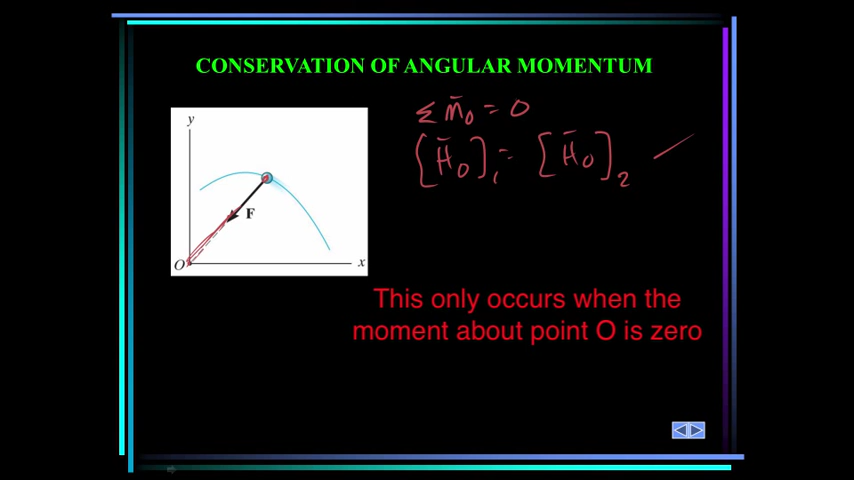 CONSERVATION OF ANGULAR MOMENTUM
y
F
O
x
Σ M̄₀ = 0
[H̄₀]₁ = [H̄₀]₂
This only occurs when the
moment about point O is zero